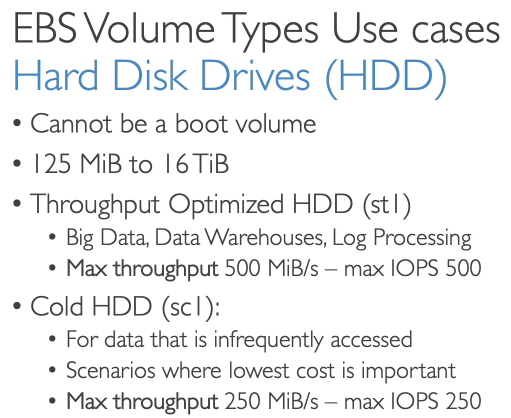 EBS Volume Types Use cases
Hard Disk Drives (HDD)
• Cannot be a boot volume
• 125 MiB to 16 TiB
• Throughput Optimized HDD (st1)
• Big Data, Data Warehouses, Log Processing
• Max throughput 500 MiB/s – max IOPS 500
• Cold HDD (sc1):
• For data that is infrequently accessed
• Scenarios where lowest cost is important
• Max throughput 250 MiB/s – max IOPS 250